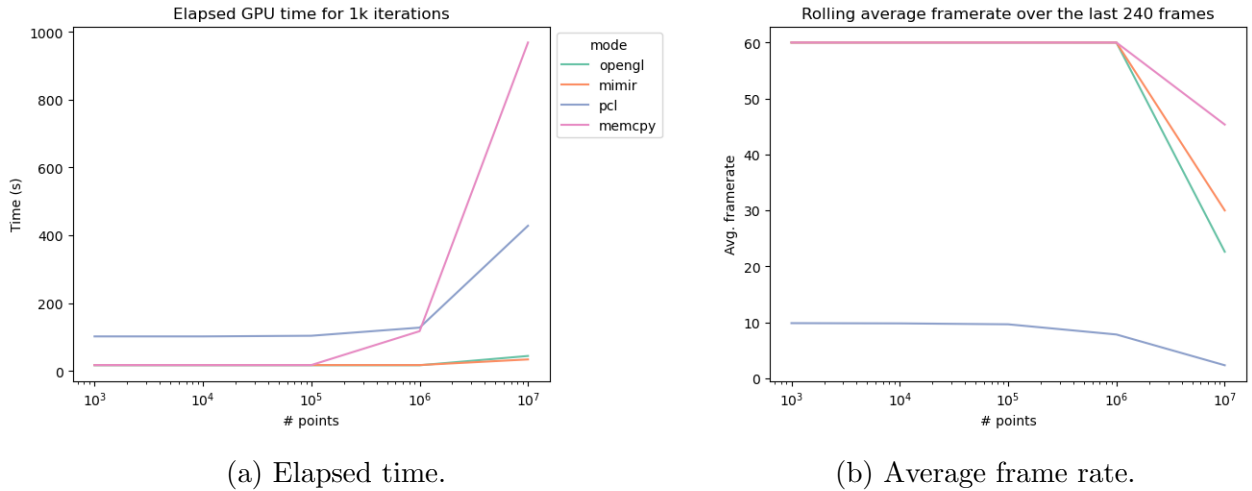 Elapsed GPU time for 1k iterations
1000
800
600
400
200
0
Time (s)
10³
10⁴
10⁵
10⁶
10⁷
# points
mode
opengl
mimir
pcl
memcpy
(a) Elapsed time.
Rolling average framerate over the last 240 frames
60
50
40
30
20
10
0
Avg. framerate
10³
10⁴
10⁵
10⁶
10⁷
# points
(b) Average frame rate.